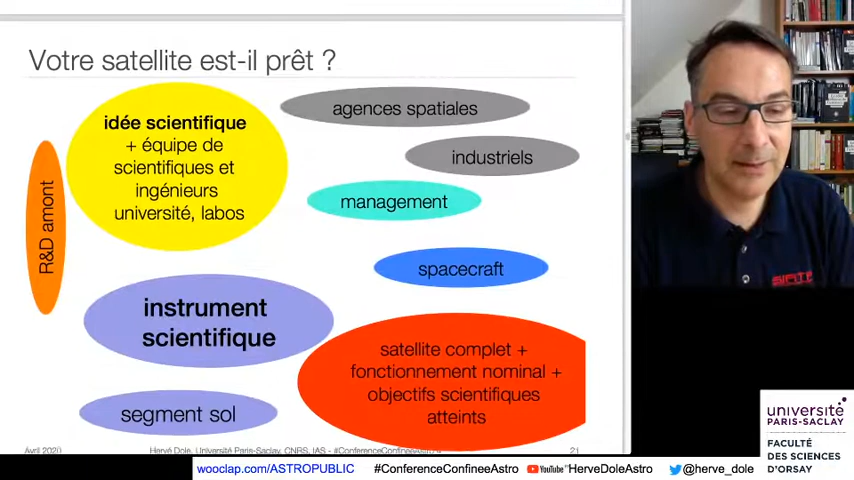 Votre satellite est-il prêt ?
idée scientifique
+ équipe de
scientifiques et
ingénieurs
université, labos
agences spatiales
industriels
management
R&D amont
spacecraft
instrument
scientifique
satellite complet +
fonctionnement nominal +
objectifs scientifiques
atteints
segment sol
Avril 2020
Hervé Dole, Université Paris-Saclay, CNRS, IAS - #ConferenceConfineeAstro
21
wooclap.com/ASTROPUBLIC #ConferenceConfineeAstro YouTube/HerveDoleAstro @herve_dole
université
PARIS-SACLAY
FACULTÉ
DES SCIENCES
D'ORSAY